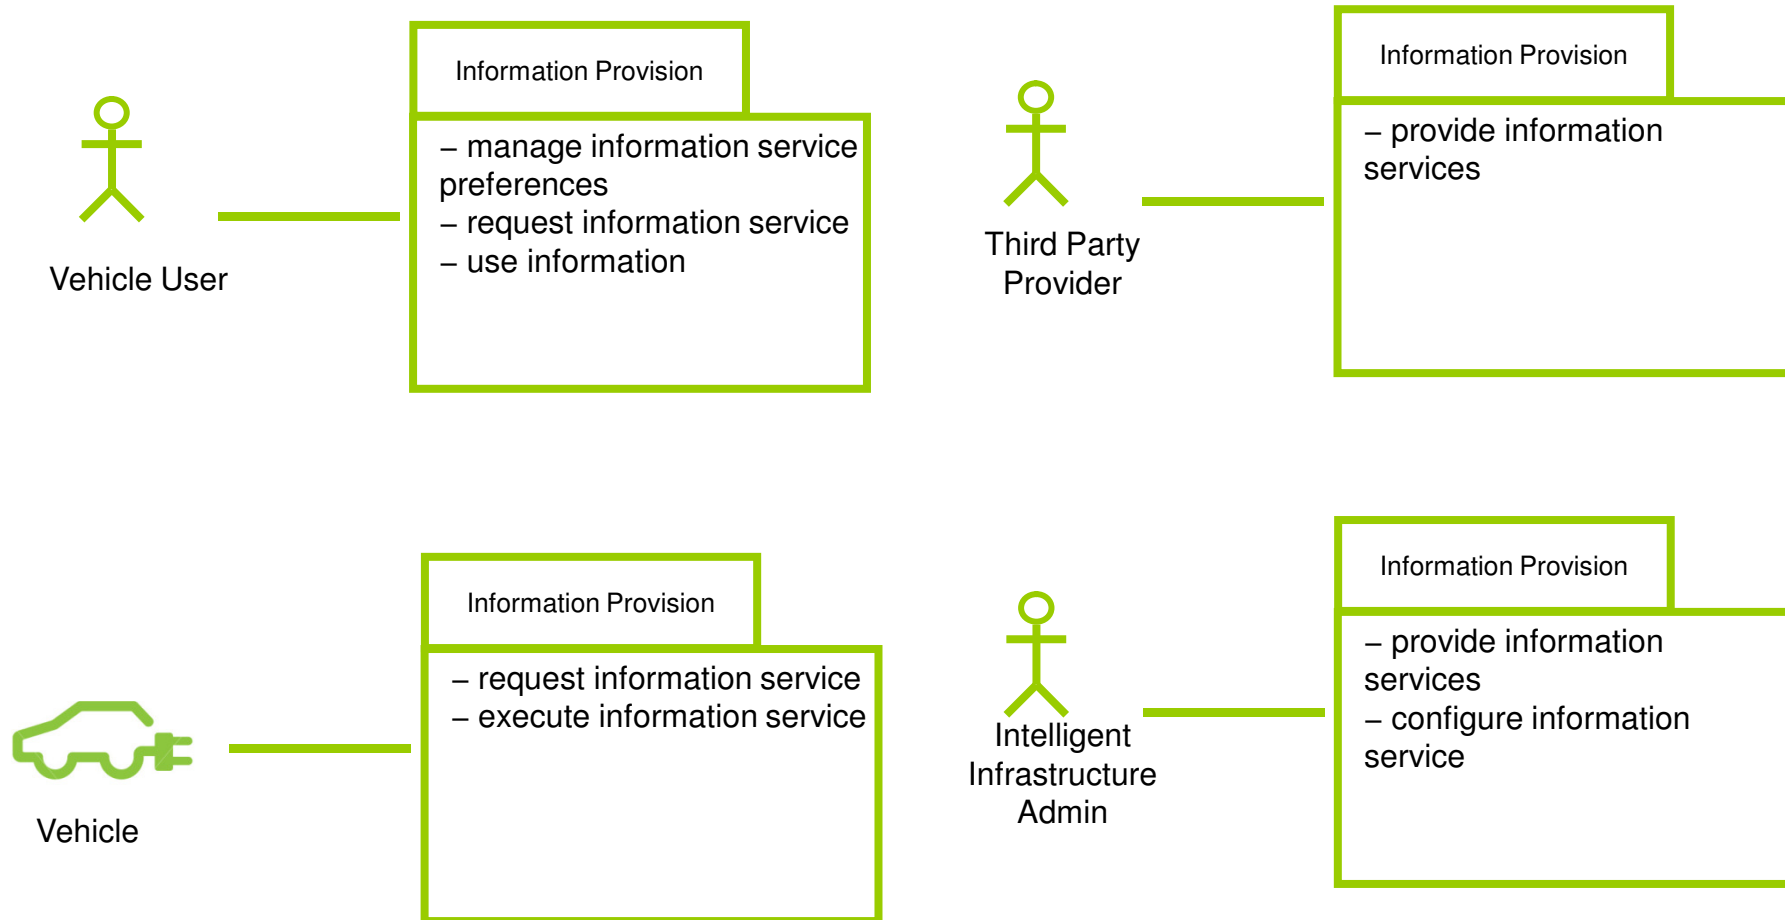 Information Provision
– manage information service
preferences
– request information service
– use information
Vehicle User
Information Provision
– provide information
services
Third Party
Provider
Information Provision
– request information service
– execute information service
Vehicle
Information Provision
– provide information
services
– configure information
service
Intelligent
Infrastructure
Admin